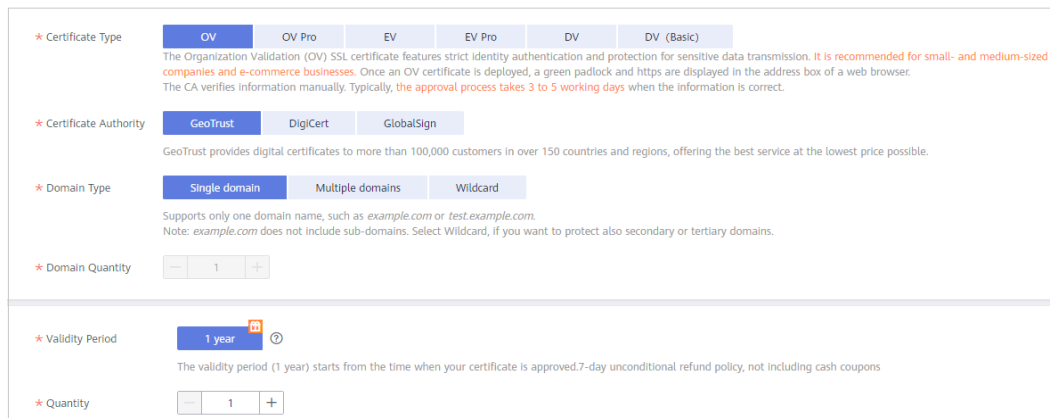 * Certificate Type OV OV Pro EV EV Pro DV DV (Basic)
The Organization Validation (OV) SSL certificate features strict identity authentication and protection for sensitive data transmission. It is recommended for small- and medium-sized
companies and e-commerce businesses. Once an OV certificate is deployed, a green padlock and https are displayed in the address box of a web browser.
The CA verifies information manually. Typically, the approval process takes 3 to 5 working days when the information is correct.
* Certificate Authority GeoTrust DigiCert GlobalSign
GeoTrust provides digital certificates to more than 100,000 customers in over 150 countries and regions, offering the best service at the lowest price possible.
* Domain Type Single domain Multiple domains Wildcard
Supports only one domain name, such as example.com or test.example.com.
Note: example.com does not include sub-domains. Select Wildcard, if you want to protect also secondary or tertiary domains.
* Domain Quantity − 1 +
* Validity Period 1 year ?
The validity period (1 year) starts from the time when your certificate is approved.7-day unconditional refund policy, not including cash coupons
* Quantity − 1 +